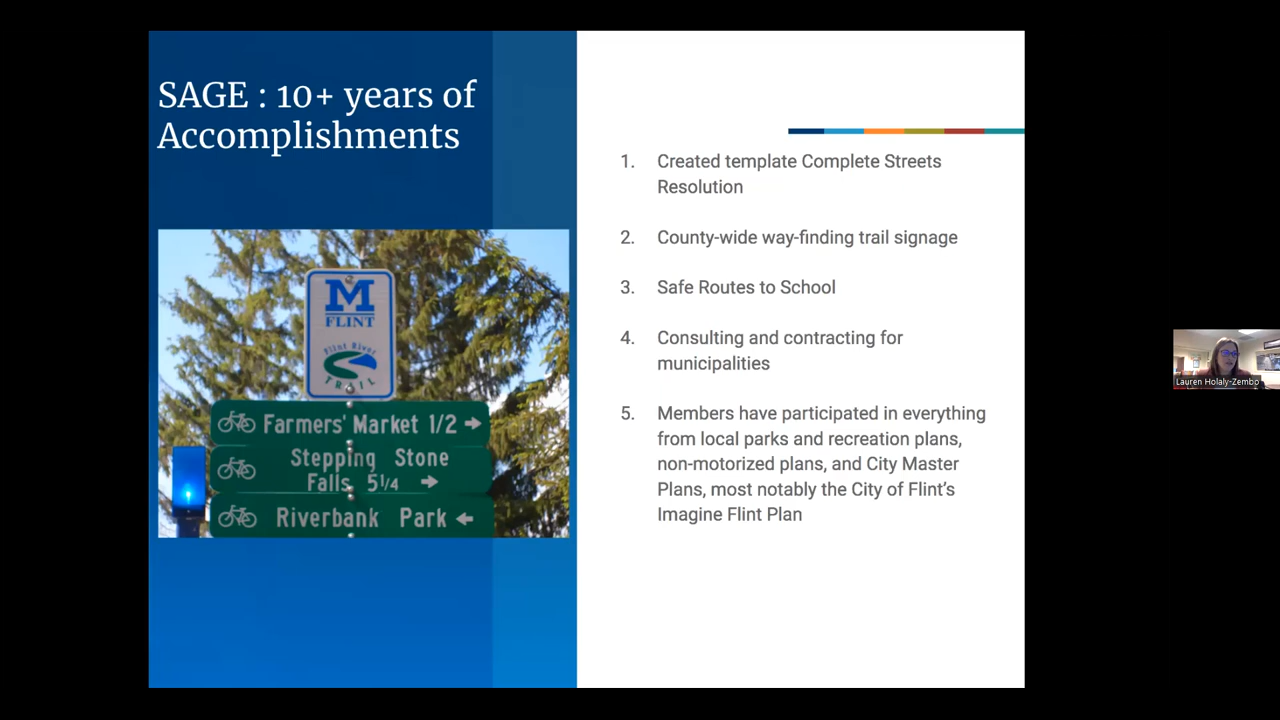 SAGE : 10+ years of
Accomplishments
M
FLINT
Flint River
TRAIL
Farmers' Market 1/2 →
Stepping Stone
Falls 5 1/4 →
Riverbank Park ←
1. Created template Complete Streets
Resolution
2. County-wide way-finding trail signage
3. Safe Routes to School
4. Consulting and contracting for
municipalities
5. Members have participated in everything
from local parks and recreation plans,
non-motorized plans, and City Master
Plans, most notably the City of Flint’s
Imagine Flint Plan
Lauren Holaly-Zembo